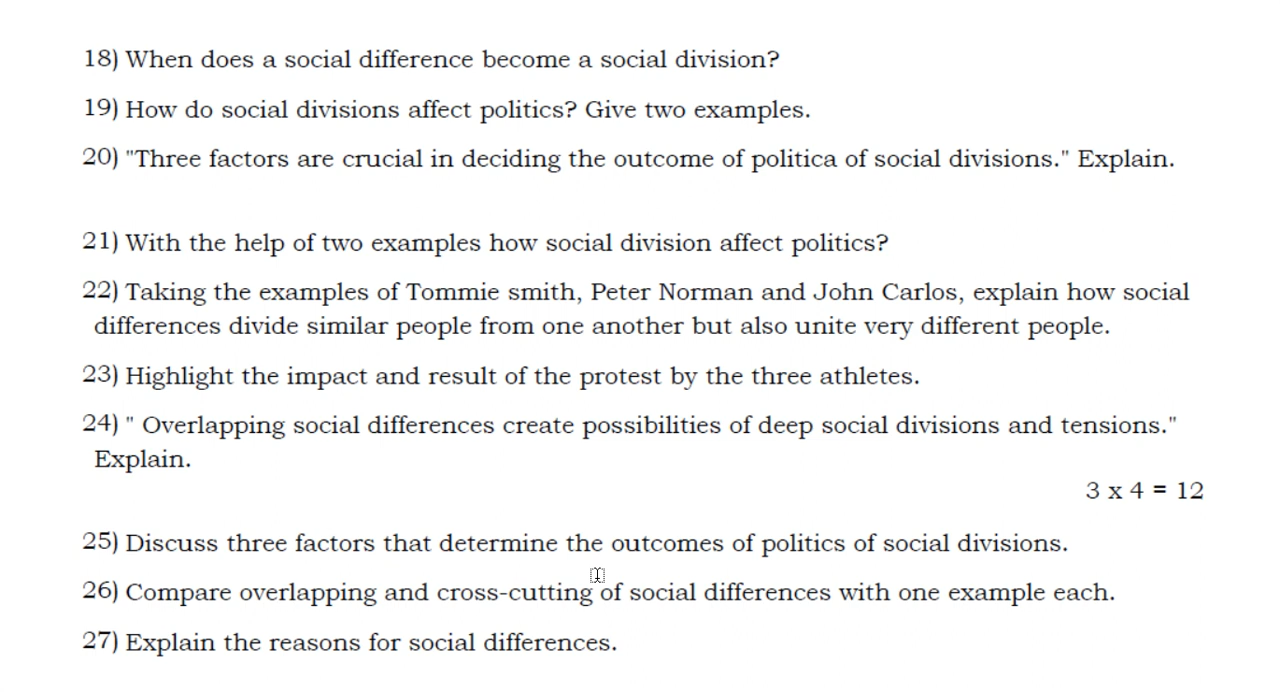 18) When does a social difference become a social division?
19) How do social divisions affect politics? Give two examples.
20) "Three factors are crucial in deciding the outcome of politica of social divisions." Explain.
21) With the help of two examples how social division affect politics?
22) Taking the examples of Tommie smith, Peter Norman and John Carlos, explain how social
differences divide similar people from one another but also unite very different people.
23) Highlight the impact and result of the protest by the three athletes.
24) " Overlapping social differences create possibilities of deep social divisions and tensions."
Explain.
3 x 4 = 12
25) Discuss three factors that determine the outcomes of politics of social divisions.
26) Compare overlapping and cross-cutting of social differences with one example each.
27) Explain the reasons for social differences.